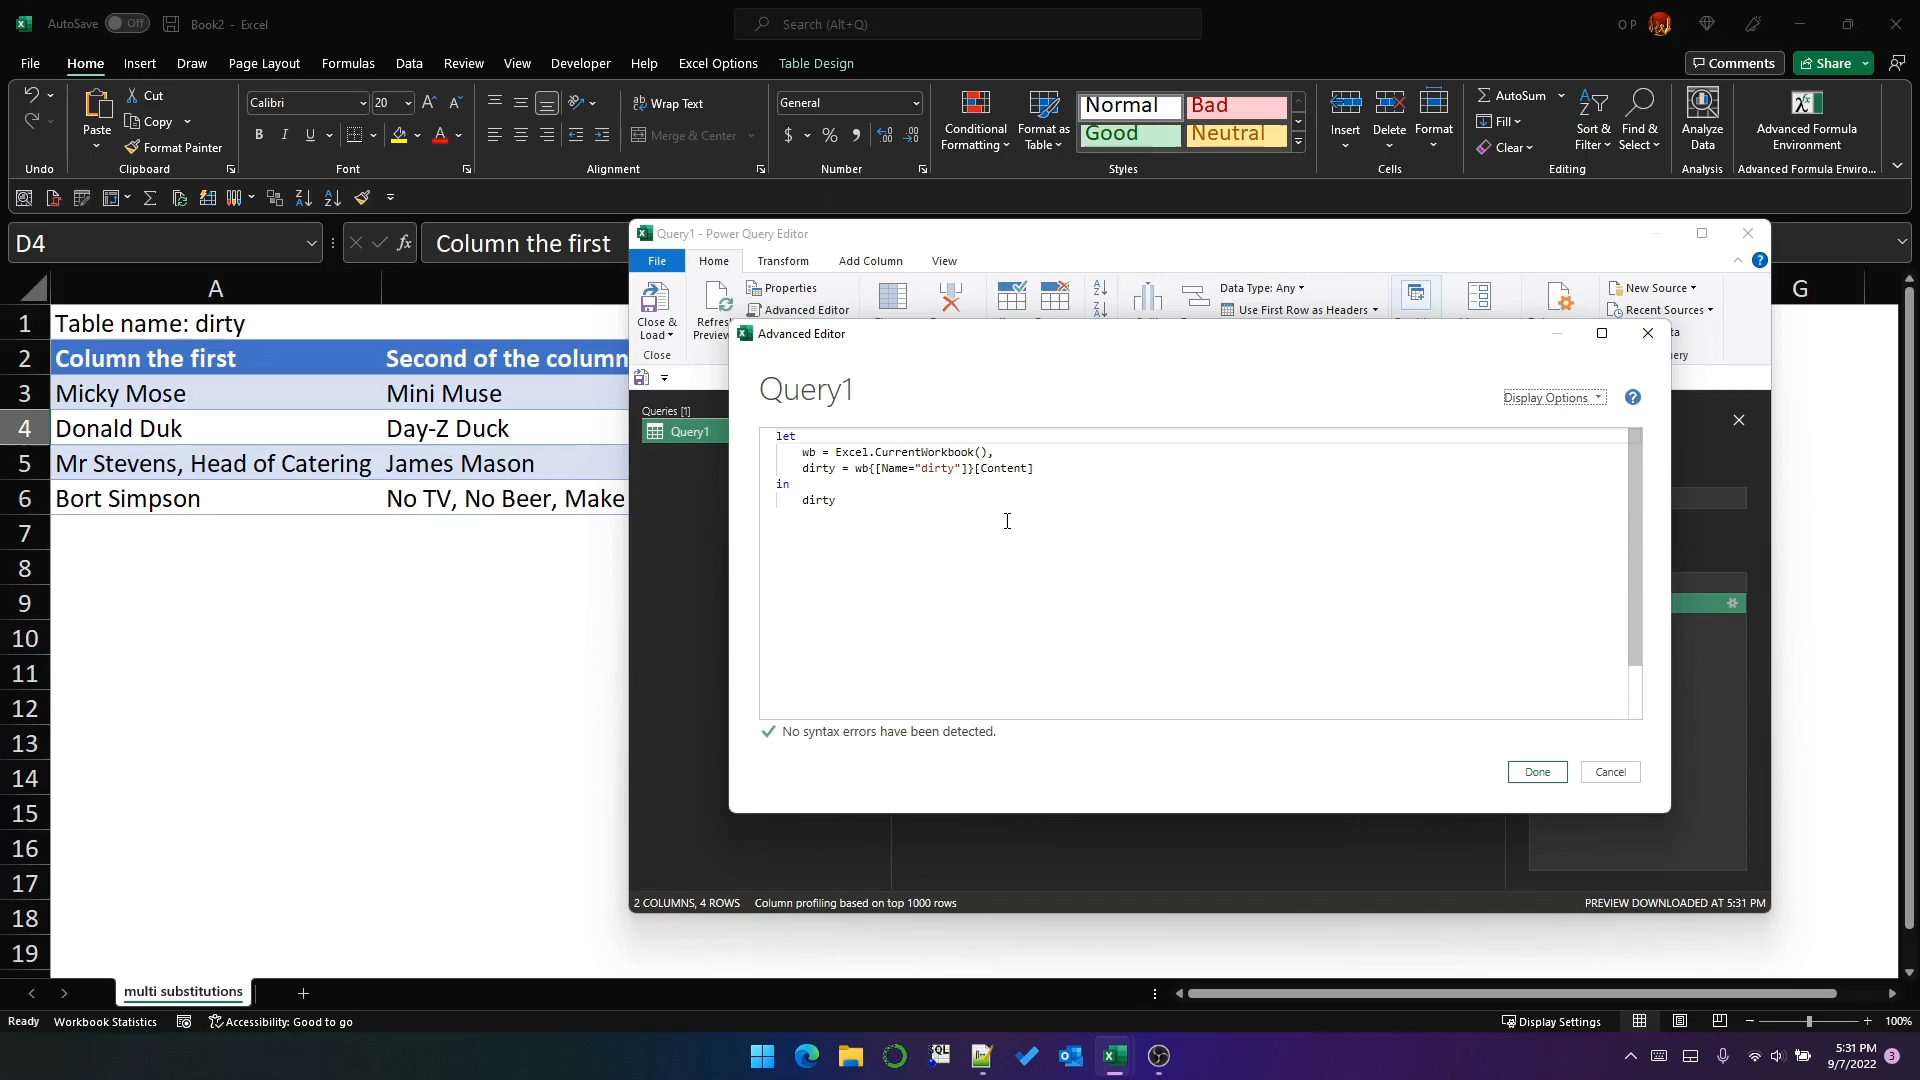 AutoSave Off Book2 - Excel Search (Alt+Q) O P
File Home Insert Draw Page Layout Formulas Data Review View Developer Help Excel Options Table Design Comments Share
Paste Cut Copy Format Painter
Calibri 20 B I U A
Wrap Text Merge & Center
General $ %
Conditional Formatting Format as Table
Normal Bad
Good Neutral
Insert Delete Format
AutoSum Fill Clear
Sort & Filter Find & Select
Analyze Data
Advanced Formula Environment
Undo Clipboard Font Alignment Number Styles Cells Editing Analysis Advanced Formula Enviro...
D4 fx Column the first
A G
1 Table name: dirty
2 Column the first Second of the column
3 Micky Mose Mini Muse
4 Donald Duk Day-Z Duck
5 Mr Stevens, Head of Catering James Mason
6 Bort Simpson No TV, No Beer, Make
7
8
9
10
11
12
13
14
15
16
17
18
19
Query1 - Power Query Editor
File Home Transform Add Column View
Close & Load
Close
Refresh Preview
Properties
Advanced Editor
Data Type: Any
Use First Row as Headers
New Source
Recent Sources
Queries [1]
Query1
Advanced Editor
Query1
Display Options
let
wb = Excel.CurrentWorkbook(),
dirty = wb{[Name="dirty"]}[Content]
in
dirty
No syntax errors have been detected.
Done Cancel
2 COLUMNS, 4 ROWS Column profiling based on top 1000 rows PREVIEW DOWNLOADED AT 5:31 PM
multi substitutions
Ready Workbook Statistics Accessibility: Good to go Display Settings 100%
5:31 PM
9/7/2022 3